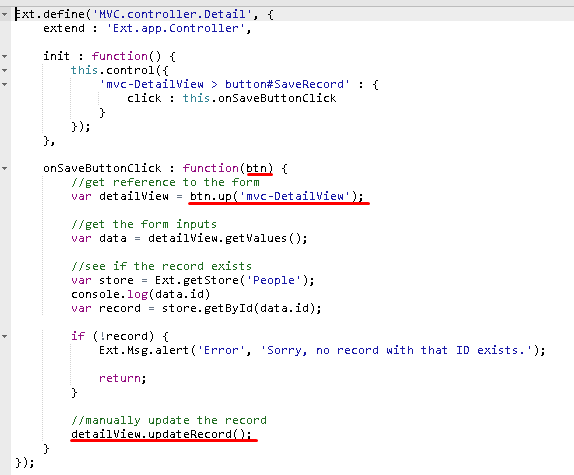 Ext.define('MVC.controller.Detail', {
extend : 'Ext.app.Controller',
init : function() {
this.control({
'mvc-DetailView > button#SaveRecord' : {
click : this.onSaveButtonClick
}
});
},
onSaveButtonClick : function(btn) {
//get reference to the form
var detailView = btn.up('mvc-DetailView');
//get the form inputs
var data = detailView.getValues();
//see if the record exists
var store = Ext.getStore('People');
console.log(data.id)
var record = store.getById(data.id);
if (!record) {
Ext.Msg.alert('Error', 'Sorry, no record with that ID exists.');
return;
}
//manually update the record
detailView.updateRecord();
}
});